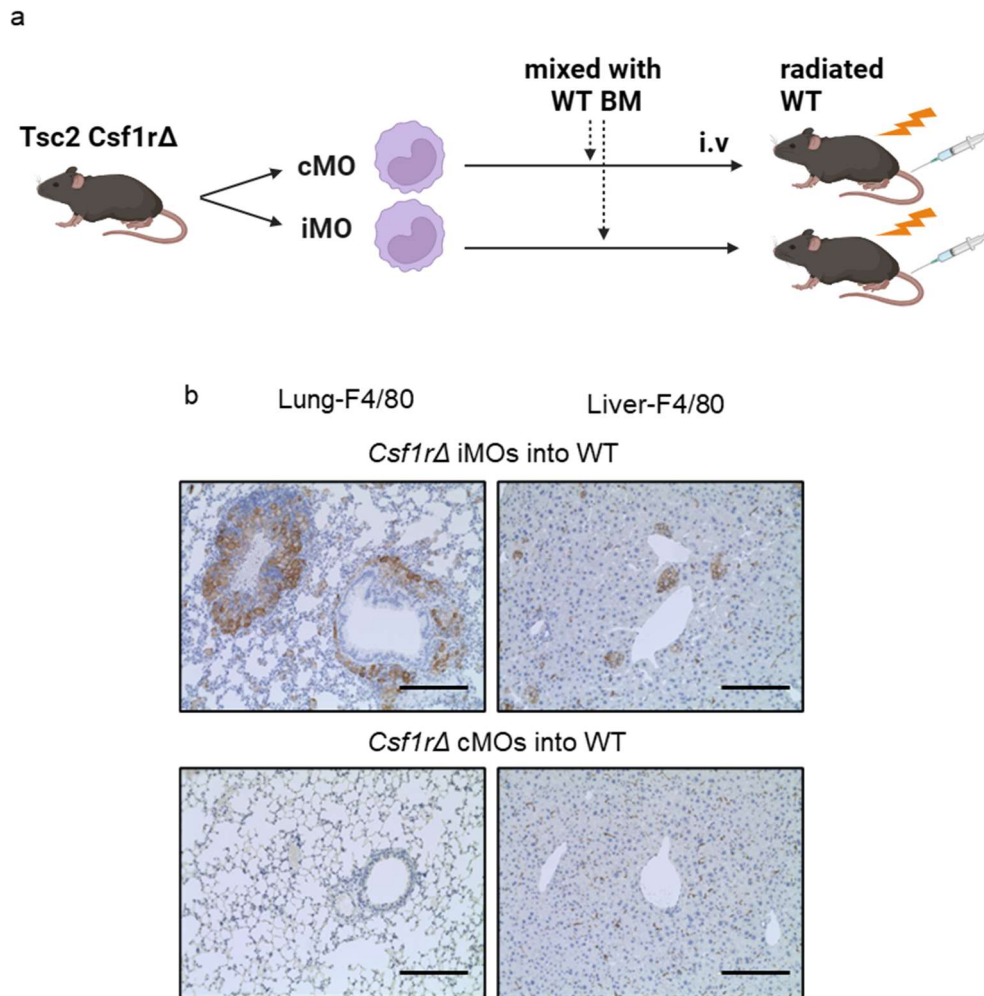 a
mixed with
WT BM
radiated
WT
Tsc2 Csf1rΔ
cMO
i.v
iMO
b
Lung-F4/80
Liver-F4/80
Csf1rΔ iMOs into WT
Csf1rΔ cMOs into WT